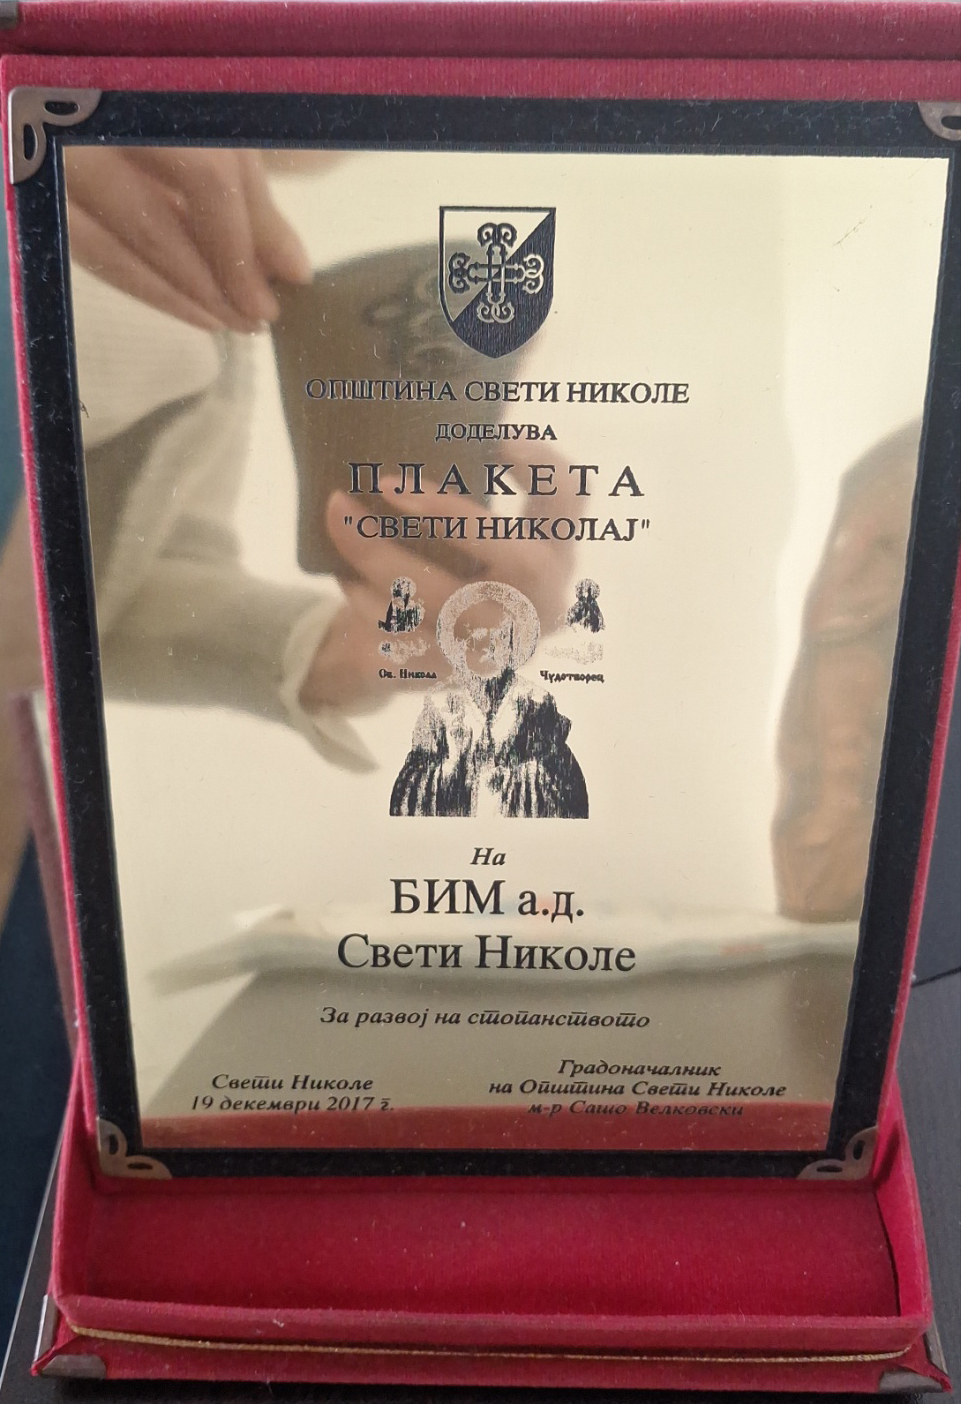 ОПШТИНА СВЕТИ НИКОЛЕ
ДОДЕЛУВА
ПЛАКЕТА
"СВЕТИ НИКОЛАЈ"
Св. Никола Чудотворец
На
БИМ а.д.
Свети Николе
За развој на стопанството
Свети Николе
19 декември 2017 г.
Градоначалник
на Општина Свети Николе
м-р Сашо Велковски